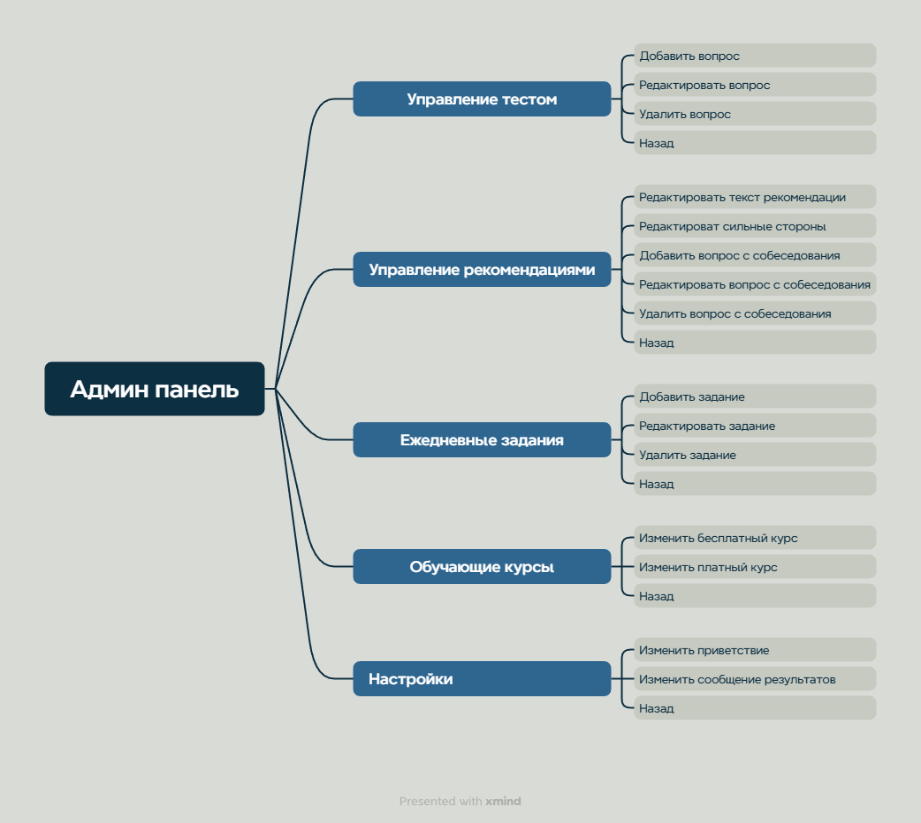 Админ панель
Управление тестом
Добавить вопрос
Редактировать вопрос
Удалить вопрос
Назад
Управление рекомендациями
Редактировать текст рекомендации
Редактироват сильные стороны
Добавить вопрос с собеседования
Редактировать вопрос с собеседования
Удалить вопрос с собеседования
Назад
Ежедневные задания
Добавить задание
Редактировать задание
Удалить задание
Назад
Обучающие курсы
Изменить бесплатный курс
Изменить платный курс
Назад
Настройки
Изменить приветствие
Изменить сообщение результатов
Назад
Presented with xmind